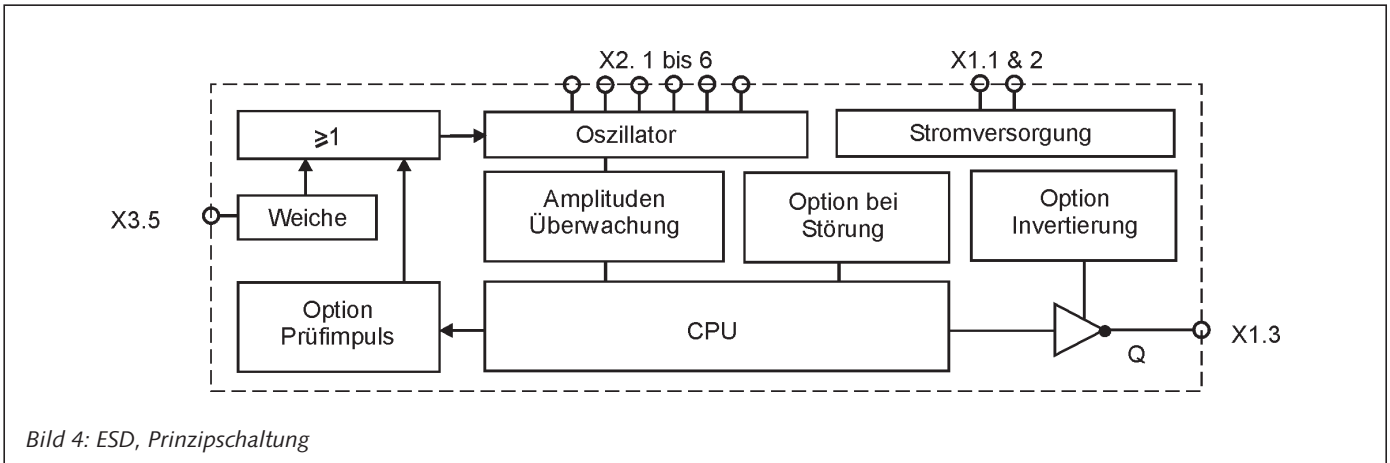 X2. 1 bis 6
X1.1 & 2
⩾1
Oszillator
Stromversorgung
X3.5
Weiche
Amplituden
Überwachung
Option bei
Störung
Option
Invertierung
Option
Prüfimpuls
CPU
Q
X1.3
Bild 4: ESD, Prinzipschaltung